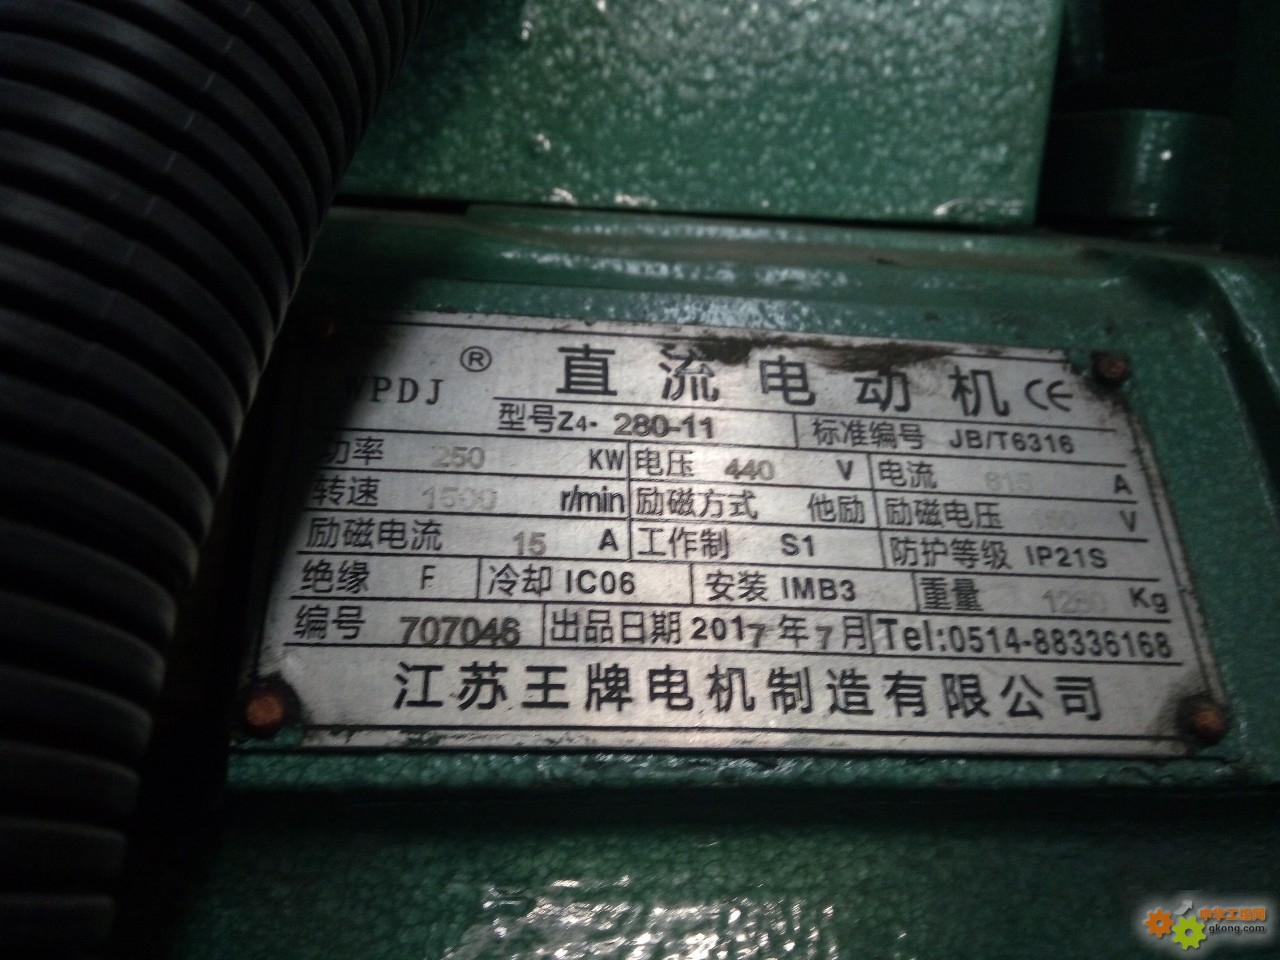 WPDJ ® 直流电动机 CE
型号Z4- 280-11 标准编号 JB/T6316
功率 250 KW 电压 440 V 电流 815 A
转速 1500 r/min 励磁方式 他励 励磁电压 V
励磁电流 15 A 工作制 S1 防护等级 IP21S
绝缘 F 冷却 IC06 安装 IMB3 重量 Kg
编号 707046 出品日期 2017年7月 Tel:0514-88336168
江苏王牌电机制造有限公司
中华工控网
gkong.com